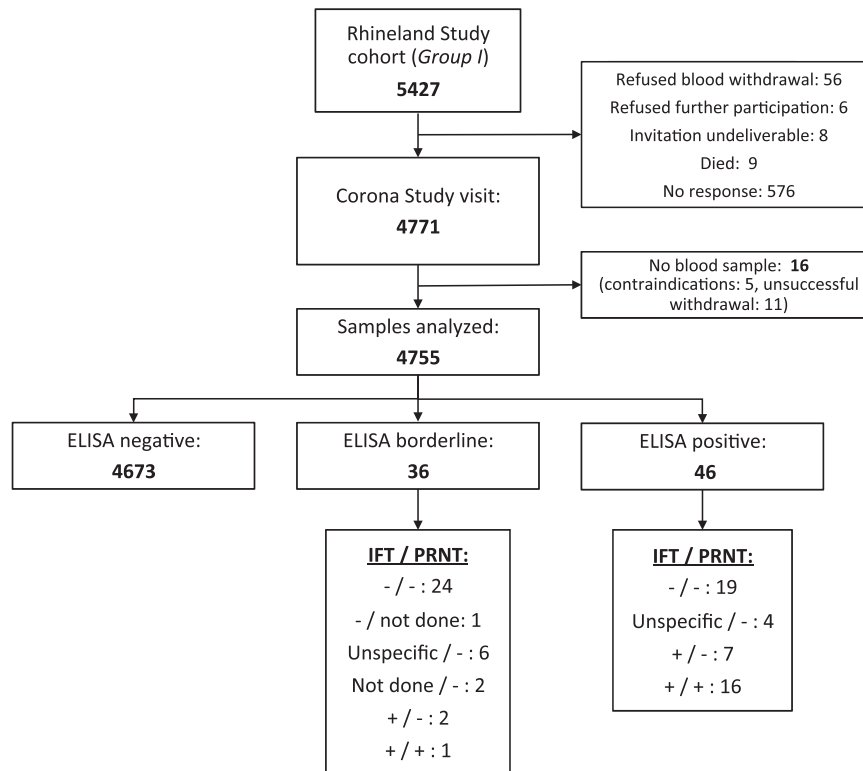 Rhineland Study
cohort (Group I)
5427
Refused blood withdrawal: 56
Refused further participation: 6
Invitation undeliverable: 8
Died: 9
No response: 576
Corona Study visit:
4771
No blood sample: 16
(contraindications: 5, unsuccessful
withdrawal: 11)
Samples analyzed:
4755
ELISA negative:
4673
ELISA borderline:
36
ELISA positive:
46
IFT / PRNT:
- / - : 24
- / not done: 1
Unspecific / - : 6
Not done / - : 2
+ / - : 2
+ / + : 1
IFT / PRNT:
- / - : 19
Unspecific / - : 4
+ / - : 7
+ / + : 16